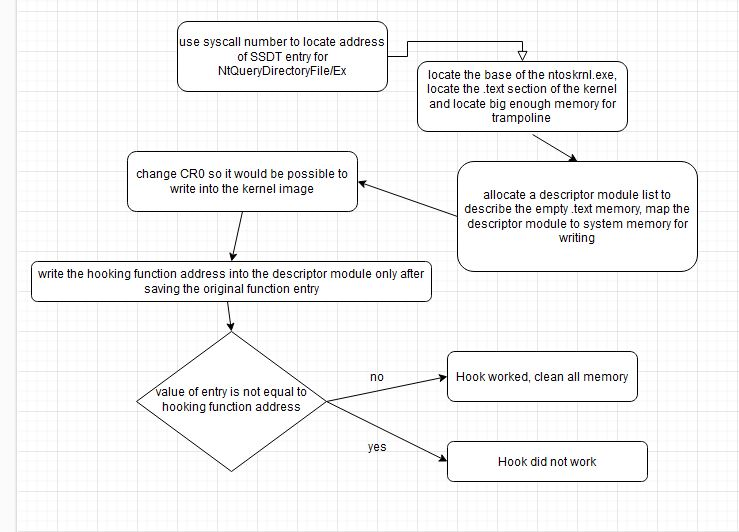 use syscall number to locate address
of SSDT entry for
NtQueryDirectoryFile/Ex
locate the base of the ntoskrnl.exe,
locate the .text section of the kernel
and locate big enough memory for
trampoline
change CR0 so it would be possible to
write into the kernel image
allocate a descriptor module list to
describe the empty .text memory, map the
descriptor module to system memory for
writing
write the hooking function address into the descriptor module only after
saving the original function entry
value of entry is not equal to
hooking function address
no
Hook worked, clean all memory
yes
Hook did not work